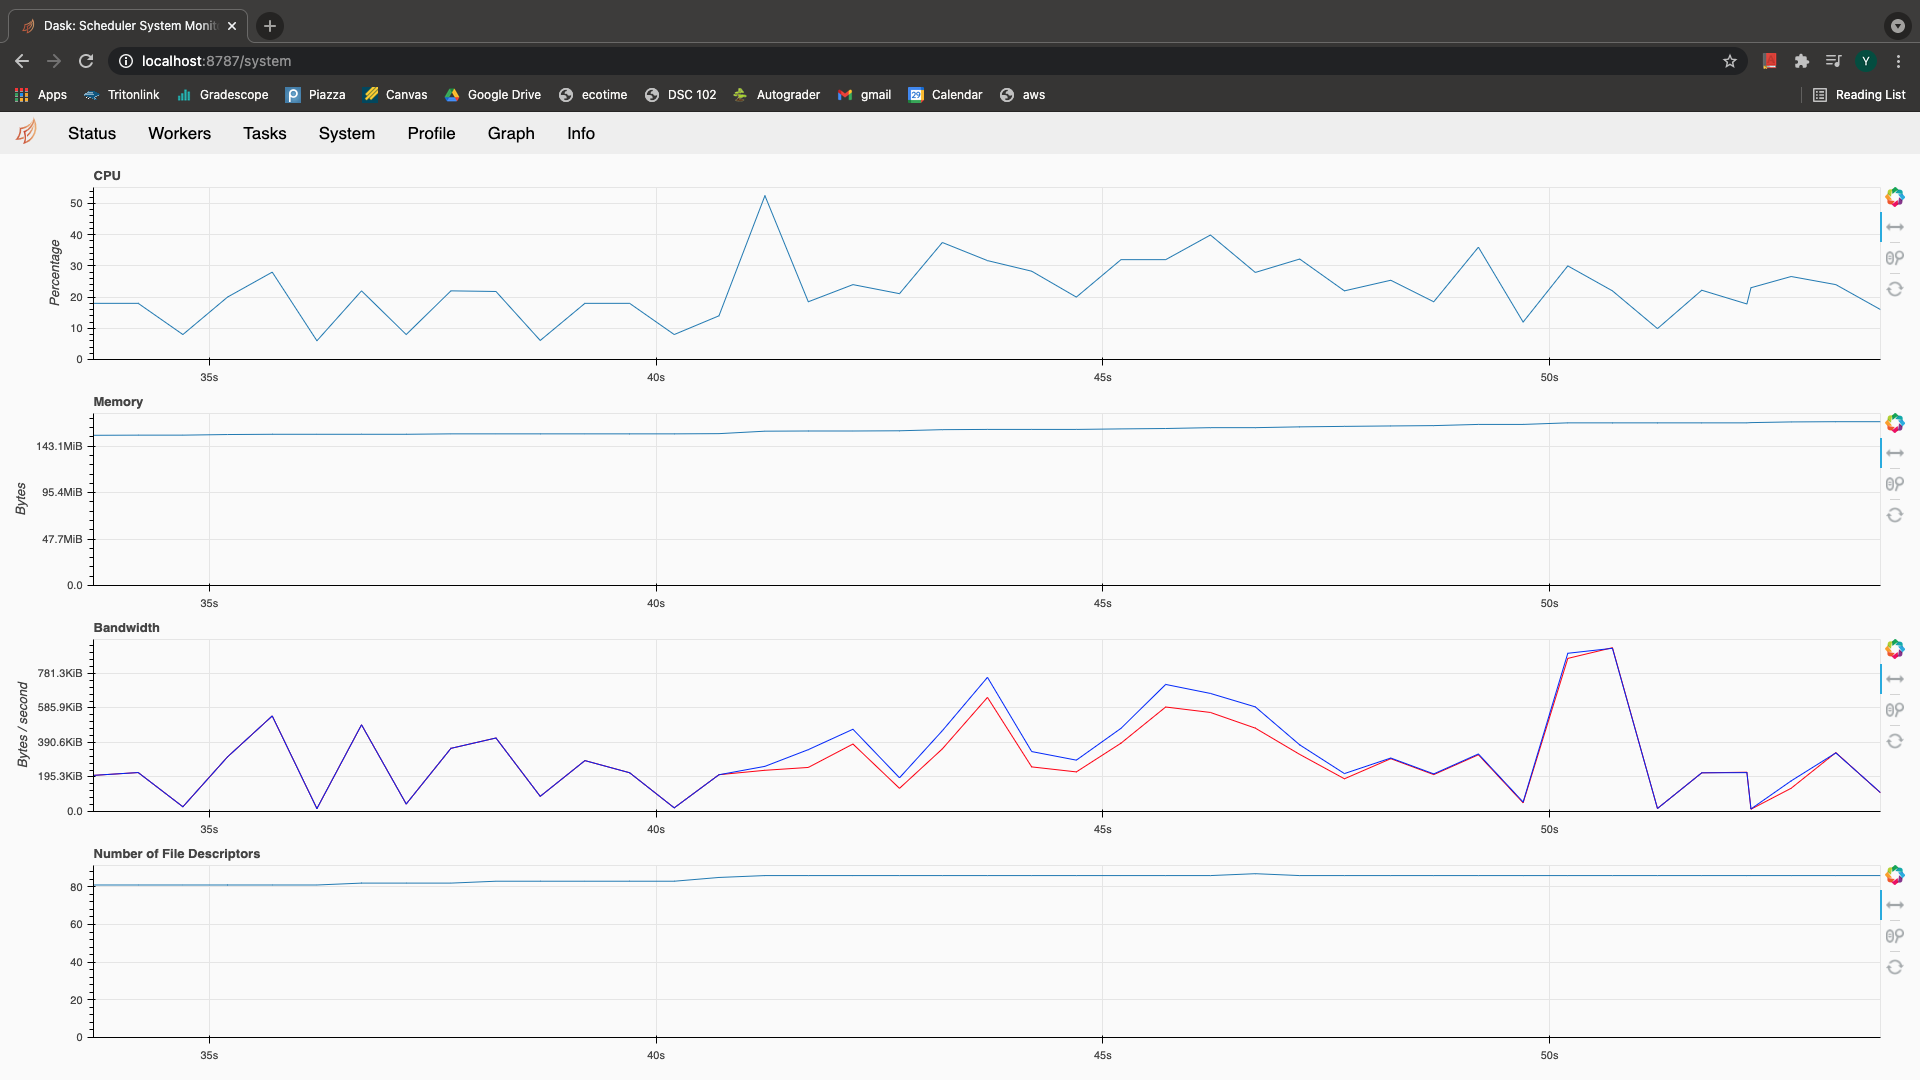 Dask: Scheduler System Monit
localhost:8787/system
Y
Apps Tritonlink Gradescope Piazza Canvas Google Drive ecotime DSC 102 Autograder gmail 29 Calendar aws Reading List
Status Workers Tasks System Profile Graph Info
CPU
Percentage
50
40
30
20
10
0
35s 40s 45s 50s
Memory
Bytes
143.1MiB
95.4MiB
47.7MiB
0.0
35s 40s 45s 50s
Bandwidth
Bytes / second
781.3KiB
585.9KiB
390.6KiB
195.3KiB
0.0
35s 40s 45s 50s
Number of File Descriptors
80
60
40
20
0
35s 40s 45s 50s